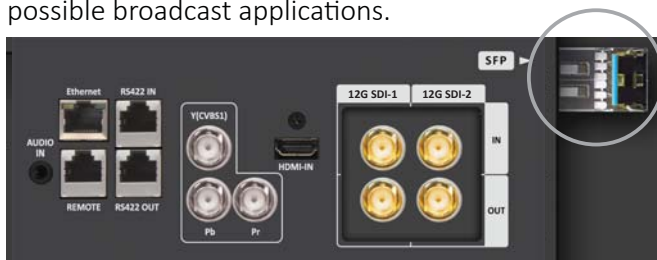 possible broadcast applications.
SFP
Ethernet RS422 IN
12G SDI-1 12G SDI-2
Y(CVBS1)
AUDIO
IN
HDMI-IN
IN
REMOTE RS422 OUT
OUT
Pb Pr